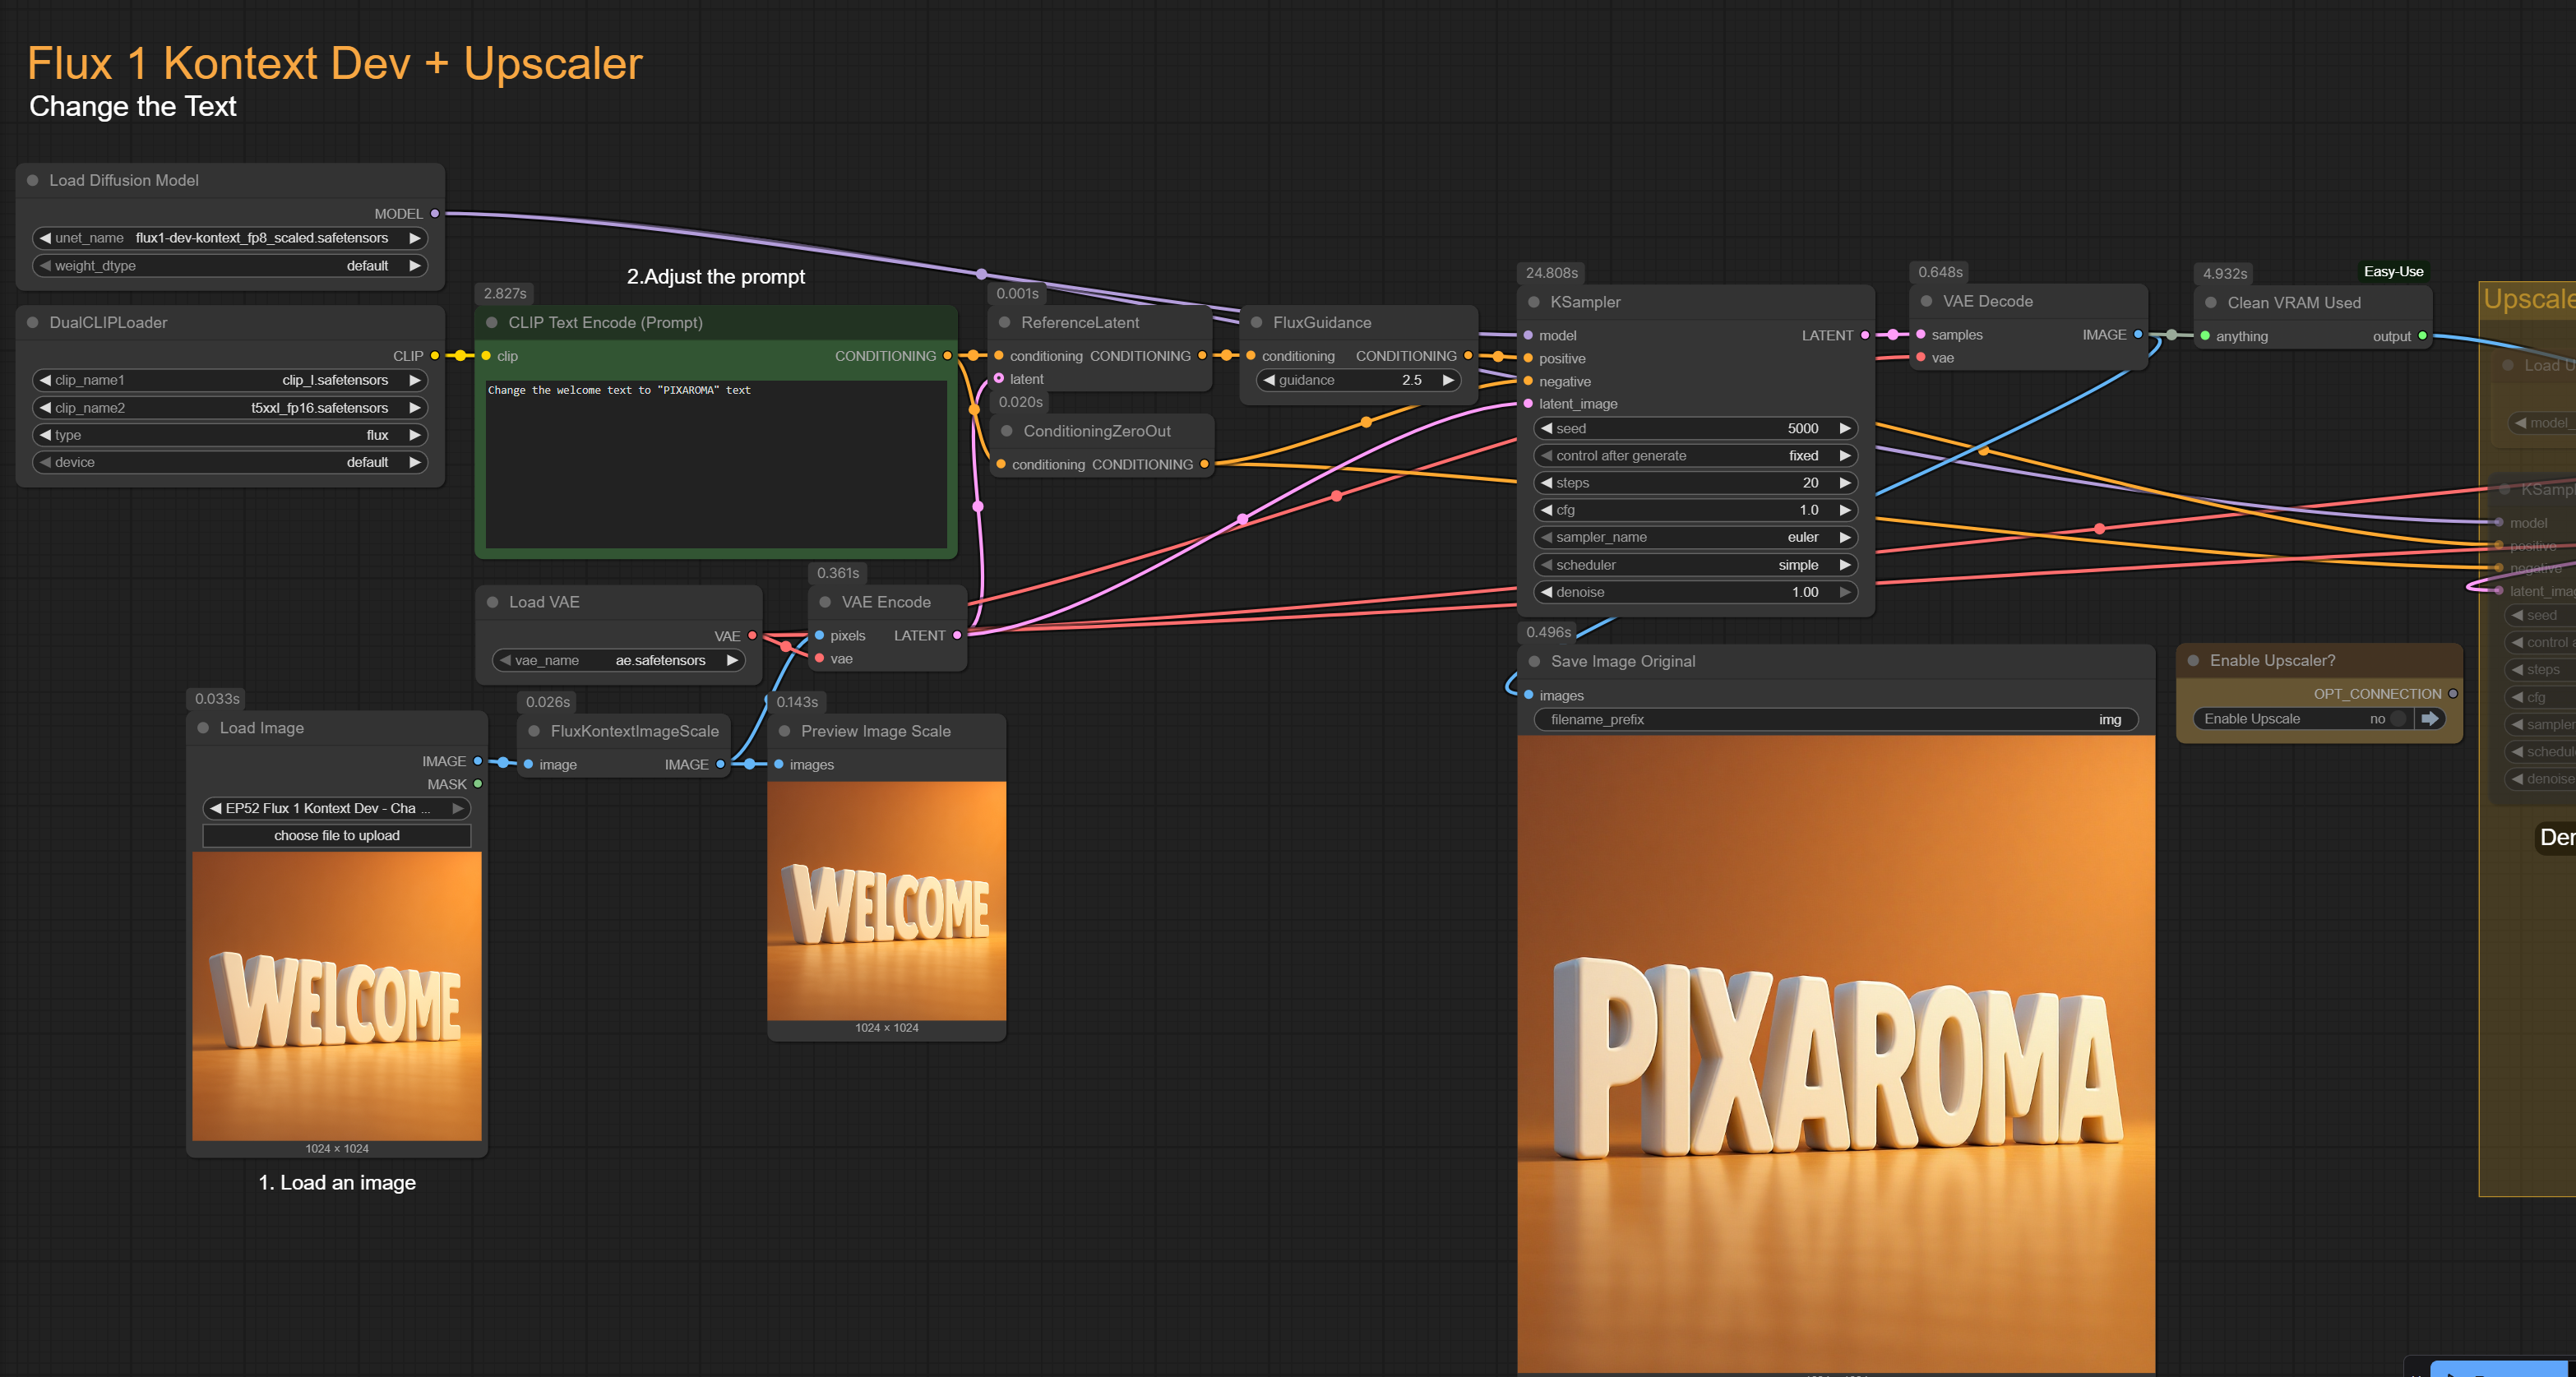 Flux 1 Kontext Dev + Upscaler
Change the Text
Load Diffusion Model
MODEL
unet_name flux1-dev-kontext_fp8_scaled.safetensors
weight_dtype default
DualCLIPLoader
CLIP
clip_name1 clip_l.safetensors
clip_name2 t5xxl_fp16.safetensors
type flux
device default
2.Adjust the prompt
2.827s
CLIP Text Encode (Prompt)
clip CONDITIONING
Change the welcome text to "PIXAROMA" text
0.001s
ReferenceLatent
conditioning CONDITIONING
latent
0.020s
ConditioningZeroOut
conditioning CONDITIONING
FluxGuidance
conditioning CONDITIONING
guidance 2.5
Load VAE
VAE
vae_name ae.safetensors
0.361s
VAE Encode
pixels LATENT
vae
0.033s
Load Image
IMAGE
MASK
EP52 Flux 1 Kontext Dev - Cha ...
choose file to upload
WELCOME
1024 × 1024
1. Load an image
0.026s
FluxKontextImageScale
image IMAGE
0.143s
Preview Image Scale
images
WELCOME
1024 × 1024
24.808s
KSampler
model LATENT
positive
negative
latent_image
seed 5000
control after generate fixed
steps 20
cfg 1.0
sampler_name euler
scheduler simple
denoise 1.00
0.648s
VAE Decode
samples IMAGE
vae
4.932s
Easy-Use
Clean VRAM Used
anything output
0.496s
Save Image Original
images
filename_prefix img
PIXAROMA
Enable Upscaler?
OPT_CONNECTION
Enable Upscale no
Upscale
Load U
model_
KSamp
model
positive
negative
latent_imag
seed
control a
steps
cfg
sampler
schedul
denoise
Den